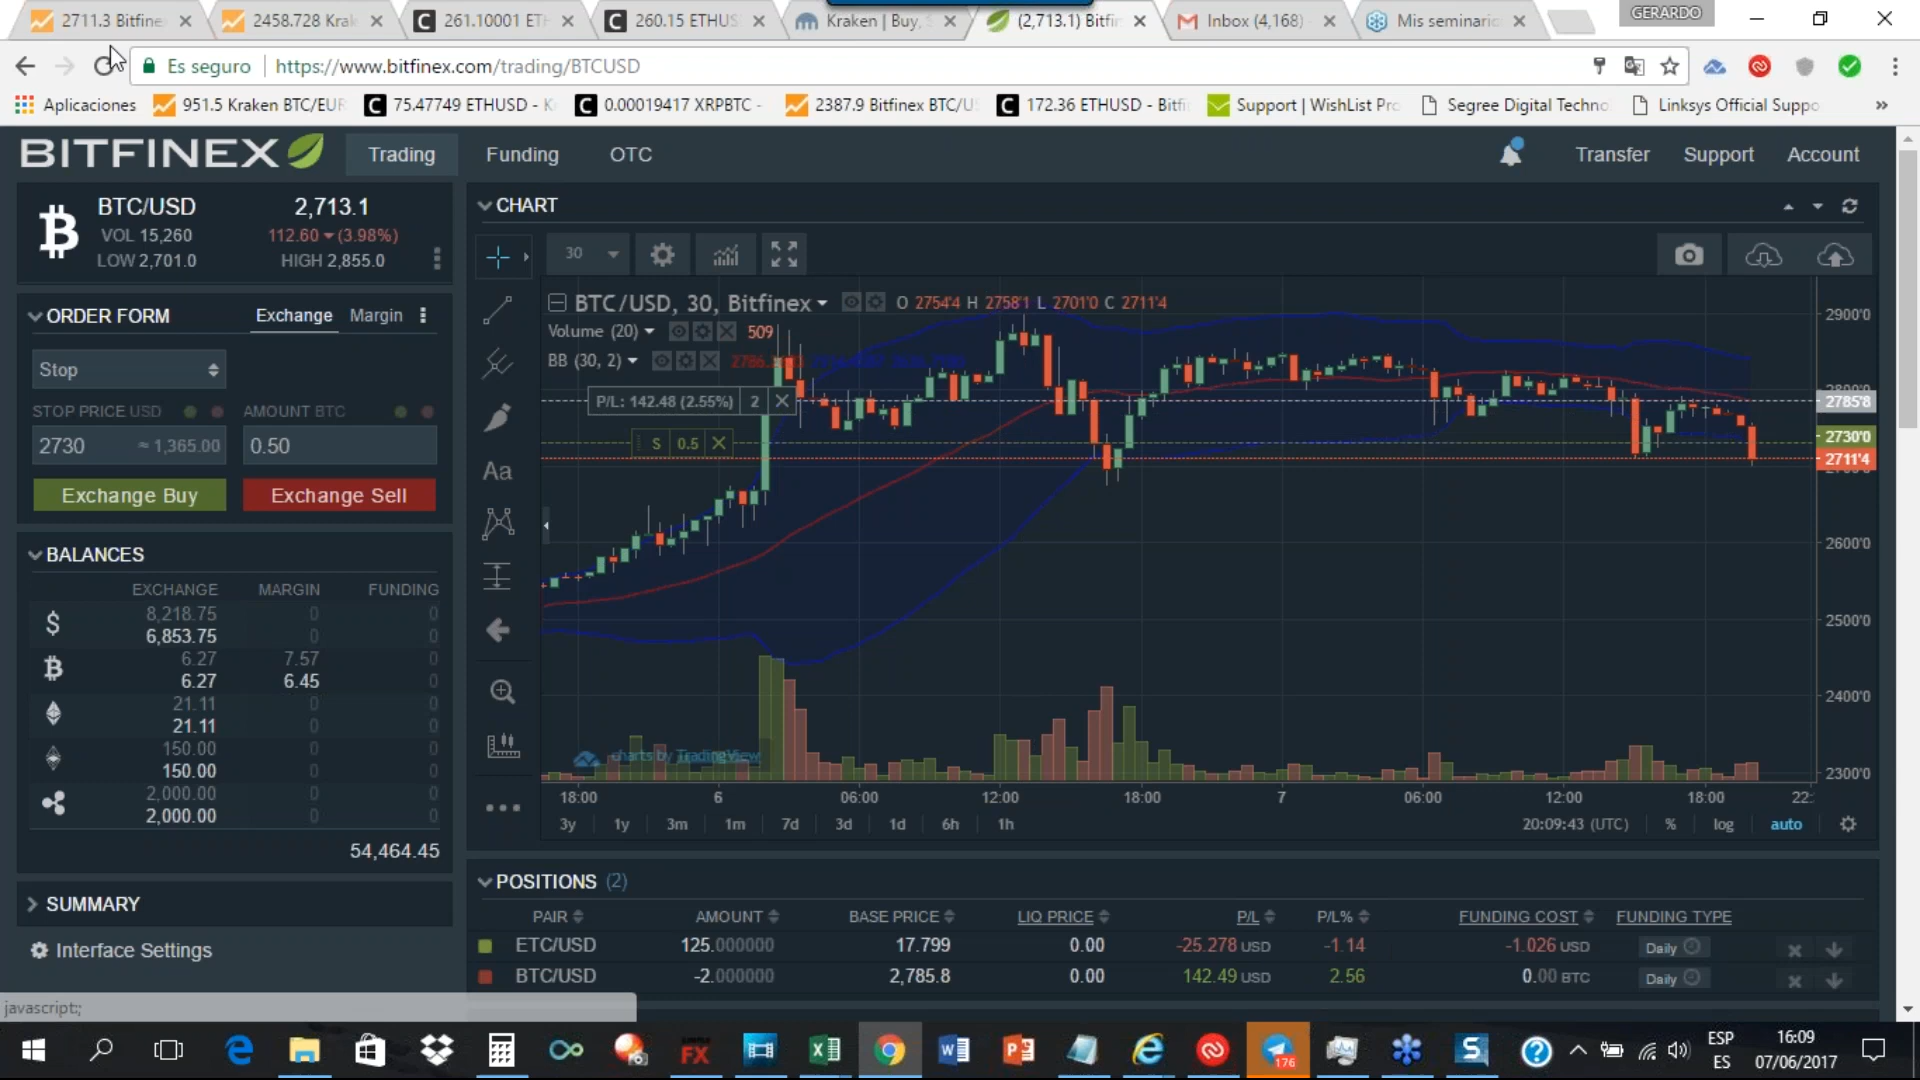 2711.3 Bitfine
2458.728 Krak
261.10001 ETH
260.15 ETHUS
Kraken | Buy, S
(2,713.1) Bitfin
Inbox (4,168) -
Mis seminario
GERARDO
Es seguro
https://www.bitfinex.com/trading/BTCUSD
Aplicaciones
951.5 Kraken BTC/EUR
75.47749 ETHUSD - K
0.00019417 XRPBTC -
2387.9 Bitfinex BTC/U
172.36 ETHUSD - Bitfi
Support | WishList Pro
Segree Digital Techno
Linksys Official Suppo
BITFINEX
Trading
Funding
OTC
Transfer
Support
Account
BTC/USD 2,713.1
VOL 15,260 112.60 (3.98%)
LOW 2,701.0 HIGH 2,855.0
ORDER FORM Exchange Margin
Stop
STOP PRICE USD AMOUNT BTC
2730 ≈ 1,365.00 0.50
Exchange Buy Exchange Sell
BALANCES
EXCHANGE MARGIN FUNDING
$ 8,218.75 0 0
6,853.75 0 0
6.27 7.57 0
6.27 6.45 0
21.11 0 0
21.11 0 0
150.00 0 0
150.00 0 0
2,000.00 0 0
2,000.00 0 0
54,464.45
SUMMARY
Interface Settings
CHART
30
BTC/USD, 30, Bitfinex O 2754'4 H 2758'1 L 2701'0 C 2711'4
Volume (20) 509
BB (30, 2)
P/L: 142.48 (2.55%) 2
S 0.5
Aa
2900'0
2785'8
2730'0
2711'4
2600'0
2500'0
2400'0
2300'0
charts by TradingView
18:00 6 06:00 12:00 18:00 7 06:00 12:00 18:00 22:
3y 1y 3m 1m 7d 3d 1d 6h 1h
20:09:43 (UTC) % log auto
POSITIONS (2)
PAIR AMOUNT BASE PRICE LIQ PRICE P/L P/L% FUNDING COST FUNDING TYPE
ETC/USD 125.000000 17.799 0.00 -25.278 USD -1.14 -1.026 USD Daily
BTC/USD -2.000000 2,785.8 0.00 142.49 USD 2.56 0.00 BTC Daily
javascript:;
FX
176
ESP
ES
16:09
07/06/2017